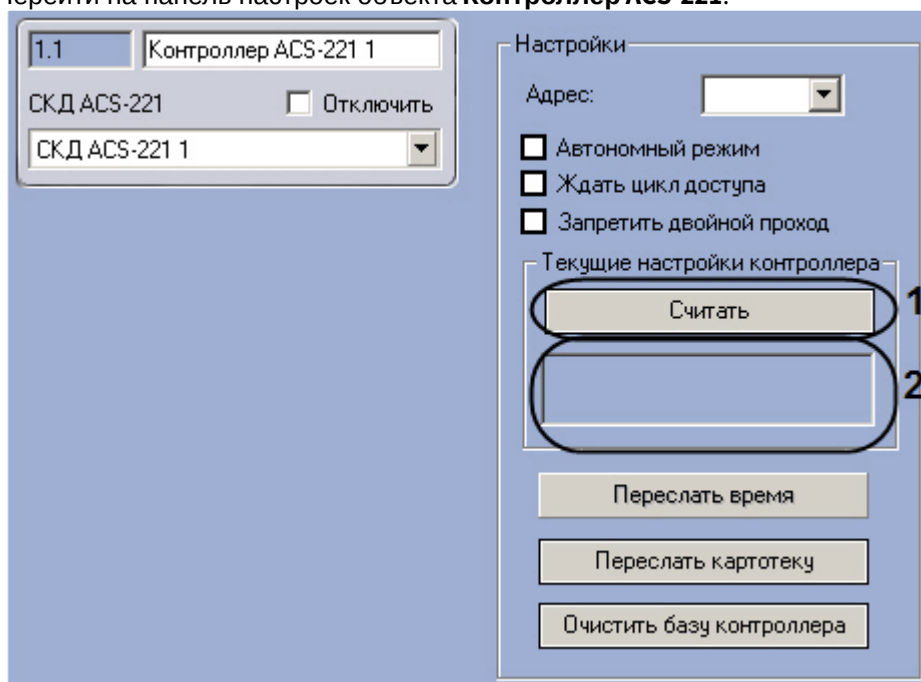 Перейти на панель настроек объекта Контроллер ACS-221.
1.1
Контроллер ACS-221 1
СКД ACS-221
Отключить
СКД ACS-221 1
Настройки
Адрес:
Автономный режим
Ждать цикл доступа
Запретить двойной проход
Текущие настройки контроллера
Считать
1
2
Переслать время
Переслать картотеку
Очистить базу контроллера